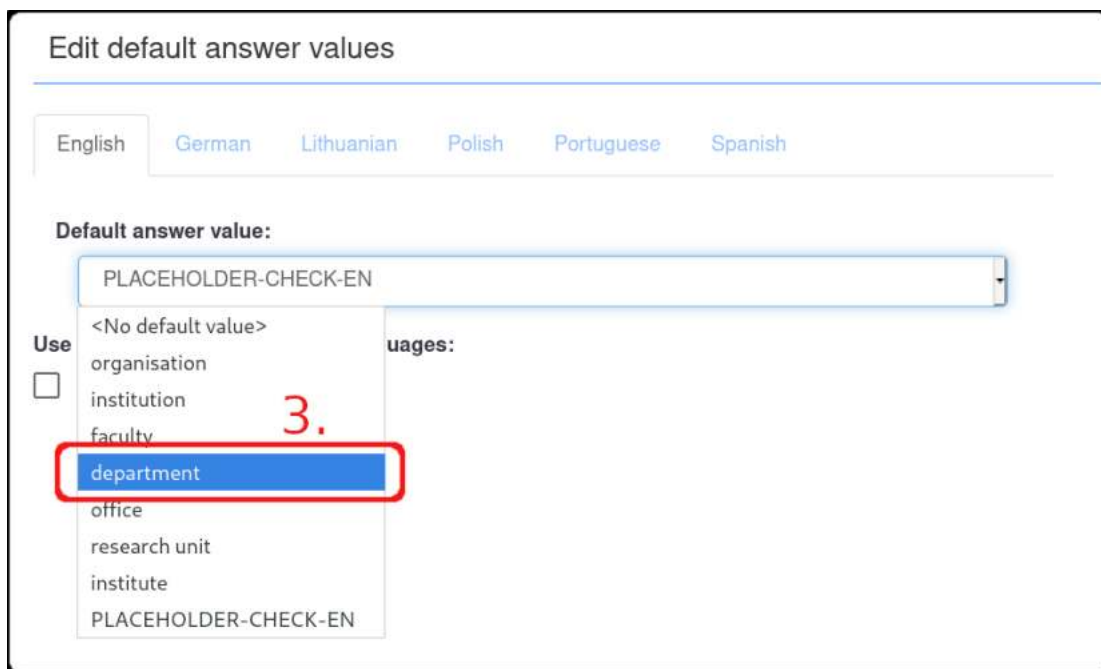 Edit default answer values
English German Lithuanian Polish Portuguese Spanish
Default answer value:
PLACEHOLDER-CHECK-EN
<No default value>
Use uages:
organisation
institution
3.
faculty
department
office
research unit
institute
PLACEHOLDER-CHECK-EN